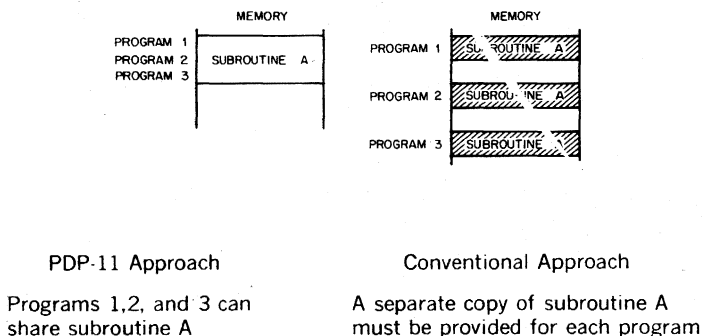 MEMORY
PROGRAM 1
PROGRAM 2 SUBROUTINE A
PROGRAM 3
MEMORY
PROGRAM 1 SUBROUTINE A
PROGRAM 2 SUBROUTINE A
PROGRAM 3 SUBROUTINE
PDP-11 Approach
Programs 1,2, and 3 can
share subroutine A
Conventional Approach
A separate copy of subroutine A
must be provided for each program